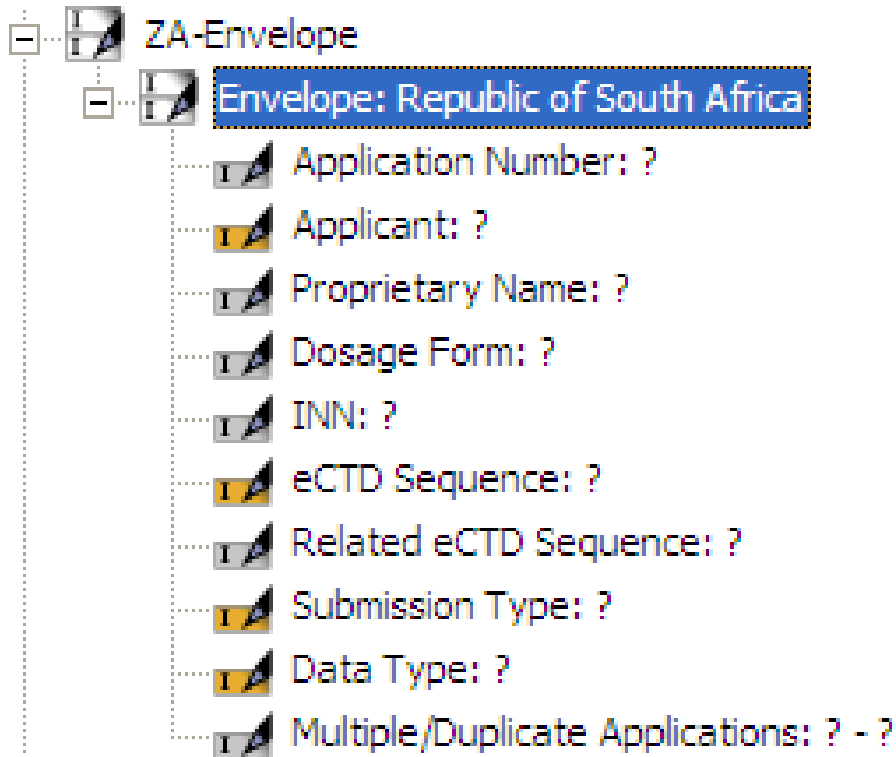 ZA-Envelope
Envelope: Republic of South Africa
Application Number: ?
Applicant: ?
Proprietary Name: ?
Dosage Form: ?
INN: ?
eCTD Sequence: ?
Related eCTD Sequence: ?
Submission Type: ?
Data Type: ?
Multiple/Duplicate Applications: ? - ?